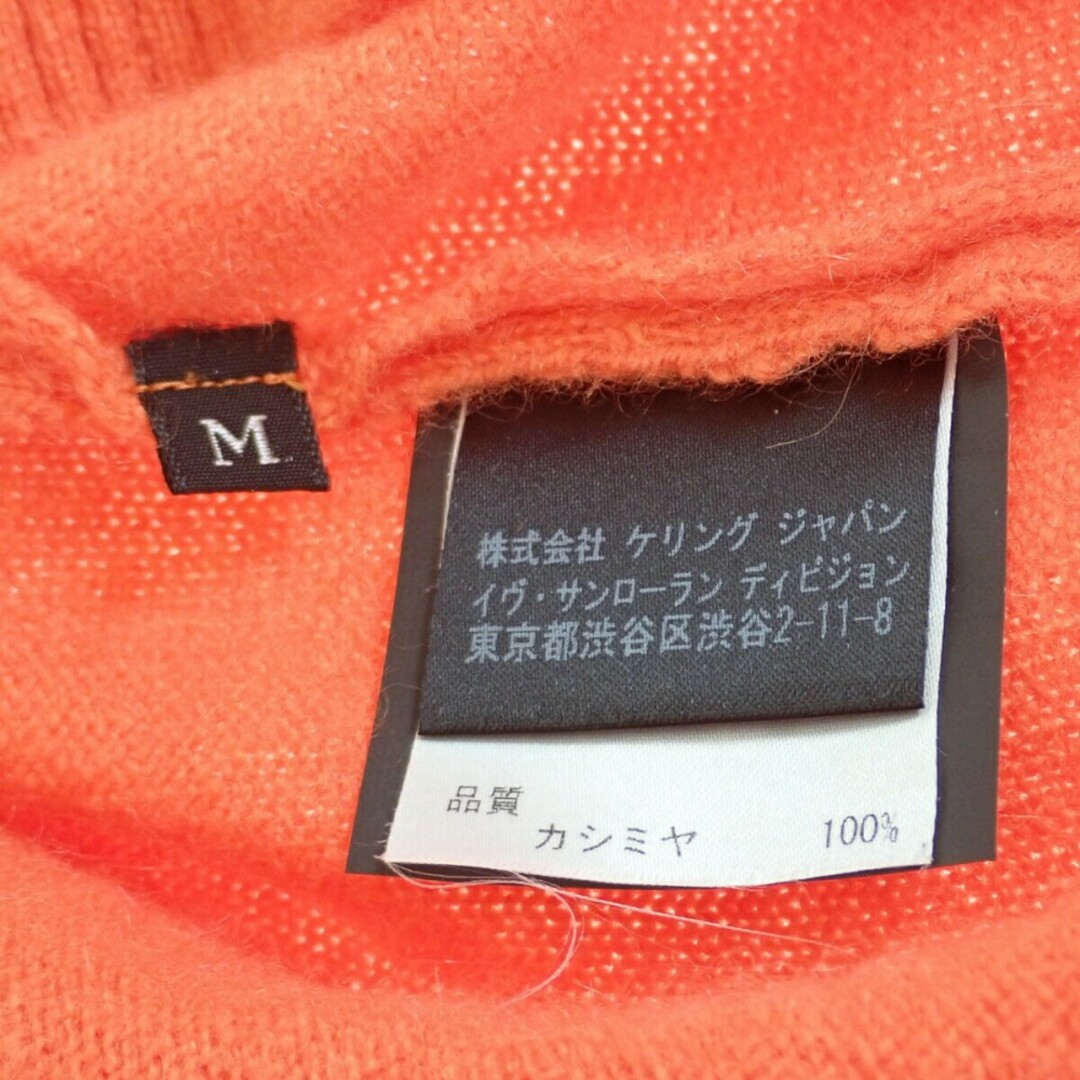 M
株式会社 ケリング ジャパン
イヴ・サンローラン ディビジョン
東京都渋谷区渋谷2-11-8
品質
カシミヤ 100%